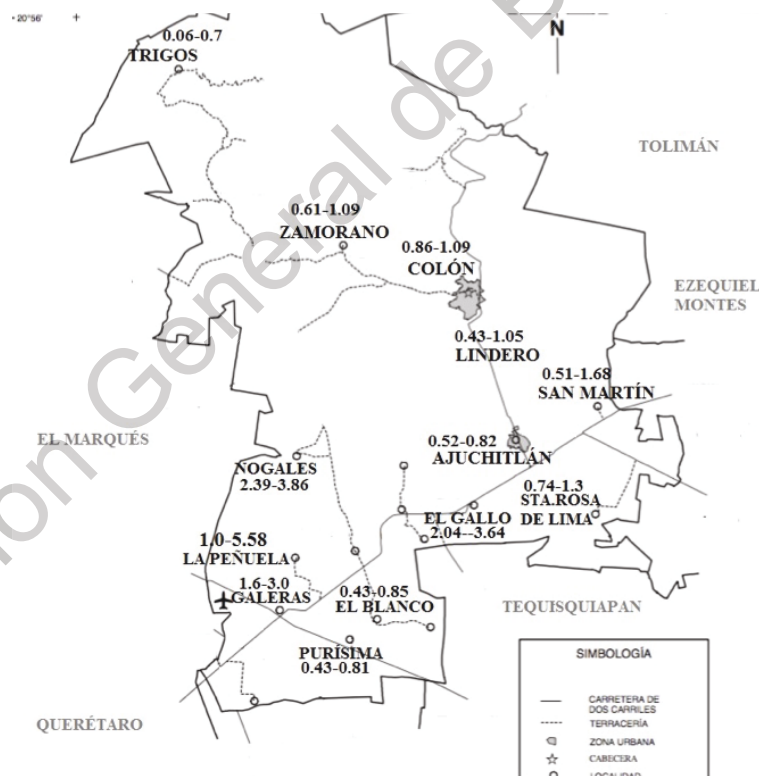 20°56'
N
0.06-0.7
TRIGOS
TOLIMÁN
0.61-1.09
ZAMORANO
0.86-1.09
COLÓN
EZEQUIEL
MONTES
0.43-1.05
LINDERO
0.51-1.68
SAN MARTÍN
EL MARQUÉS
0.52-0.82
AJUCHITLÁN
NOGALES
2.39-3.86
0.74-1.3
STA.ROSA
DE LIMA
EL GALLO
2.04--3.64
1.0-5.58
LA PEÑUELA
1.6-3.0
GALERAS
0.43-0.85
EL BLANCO
TEQUISQUIAPAN
PURÍSIMA
0.43-0.81
QUERÉTARO
SIMBOLOGÍA
CARRETERA DE
DOS CARRILES
TERRACERÍA
ZONA URBANA
CABECERA
LOCALIDAD
General de B